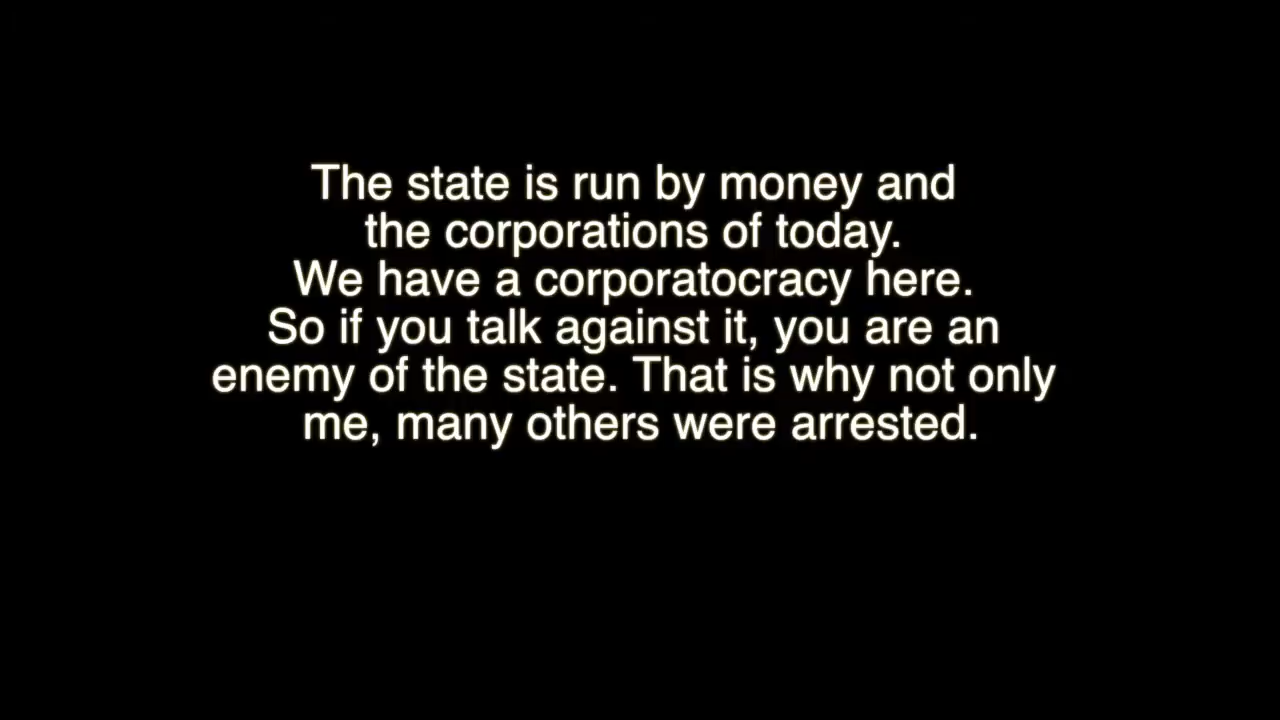 The state is run by money and
the corporations of today.
We have a corporatocracy here.
So if you talk against it, you are an
enemy of the state. That is why not only
me, many others were arrested.